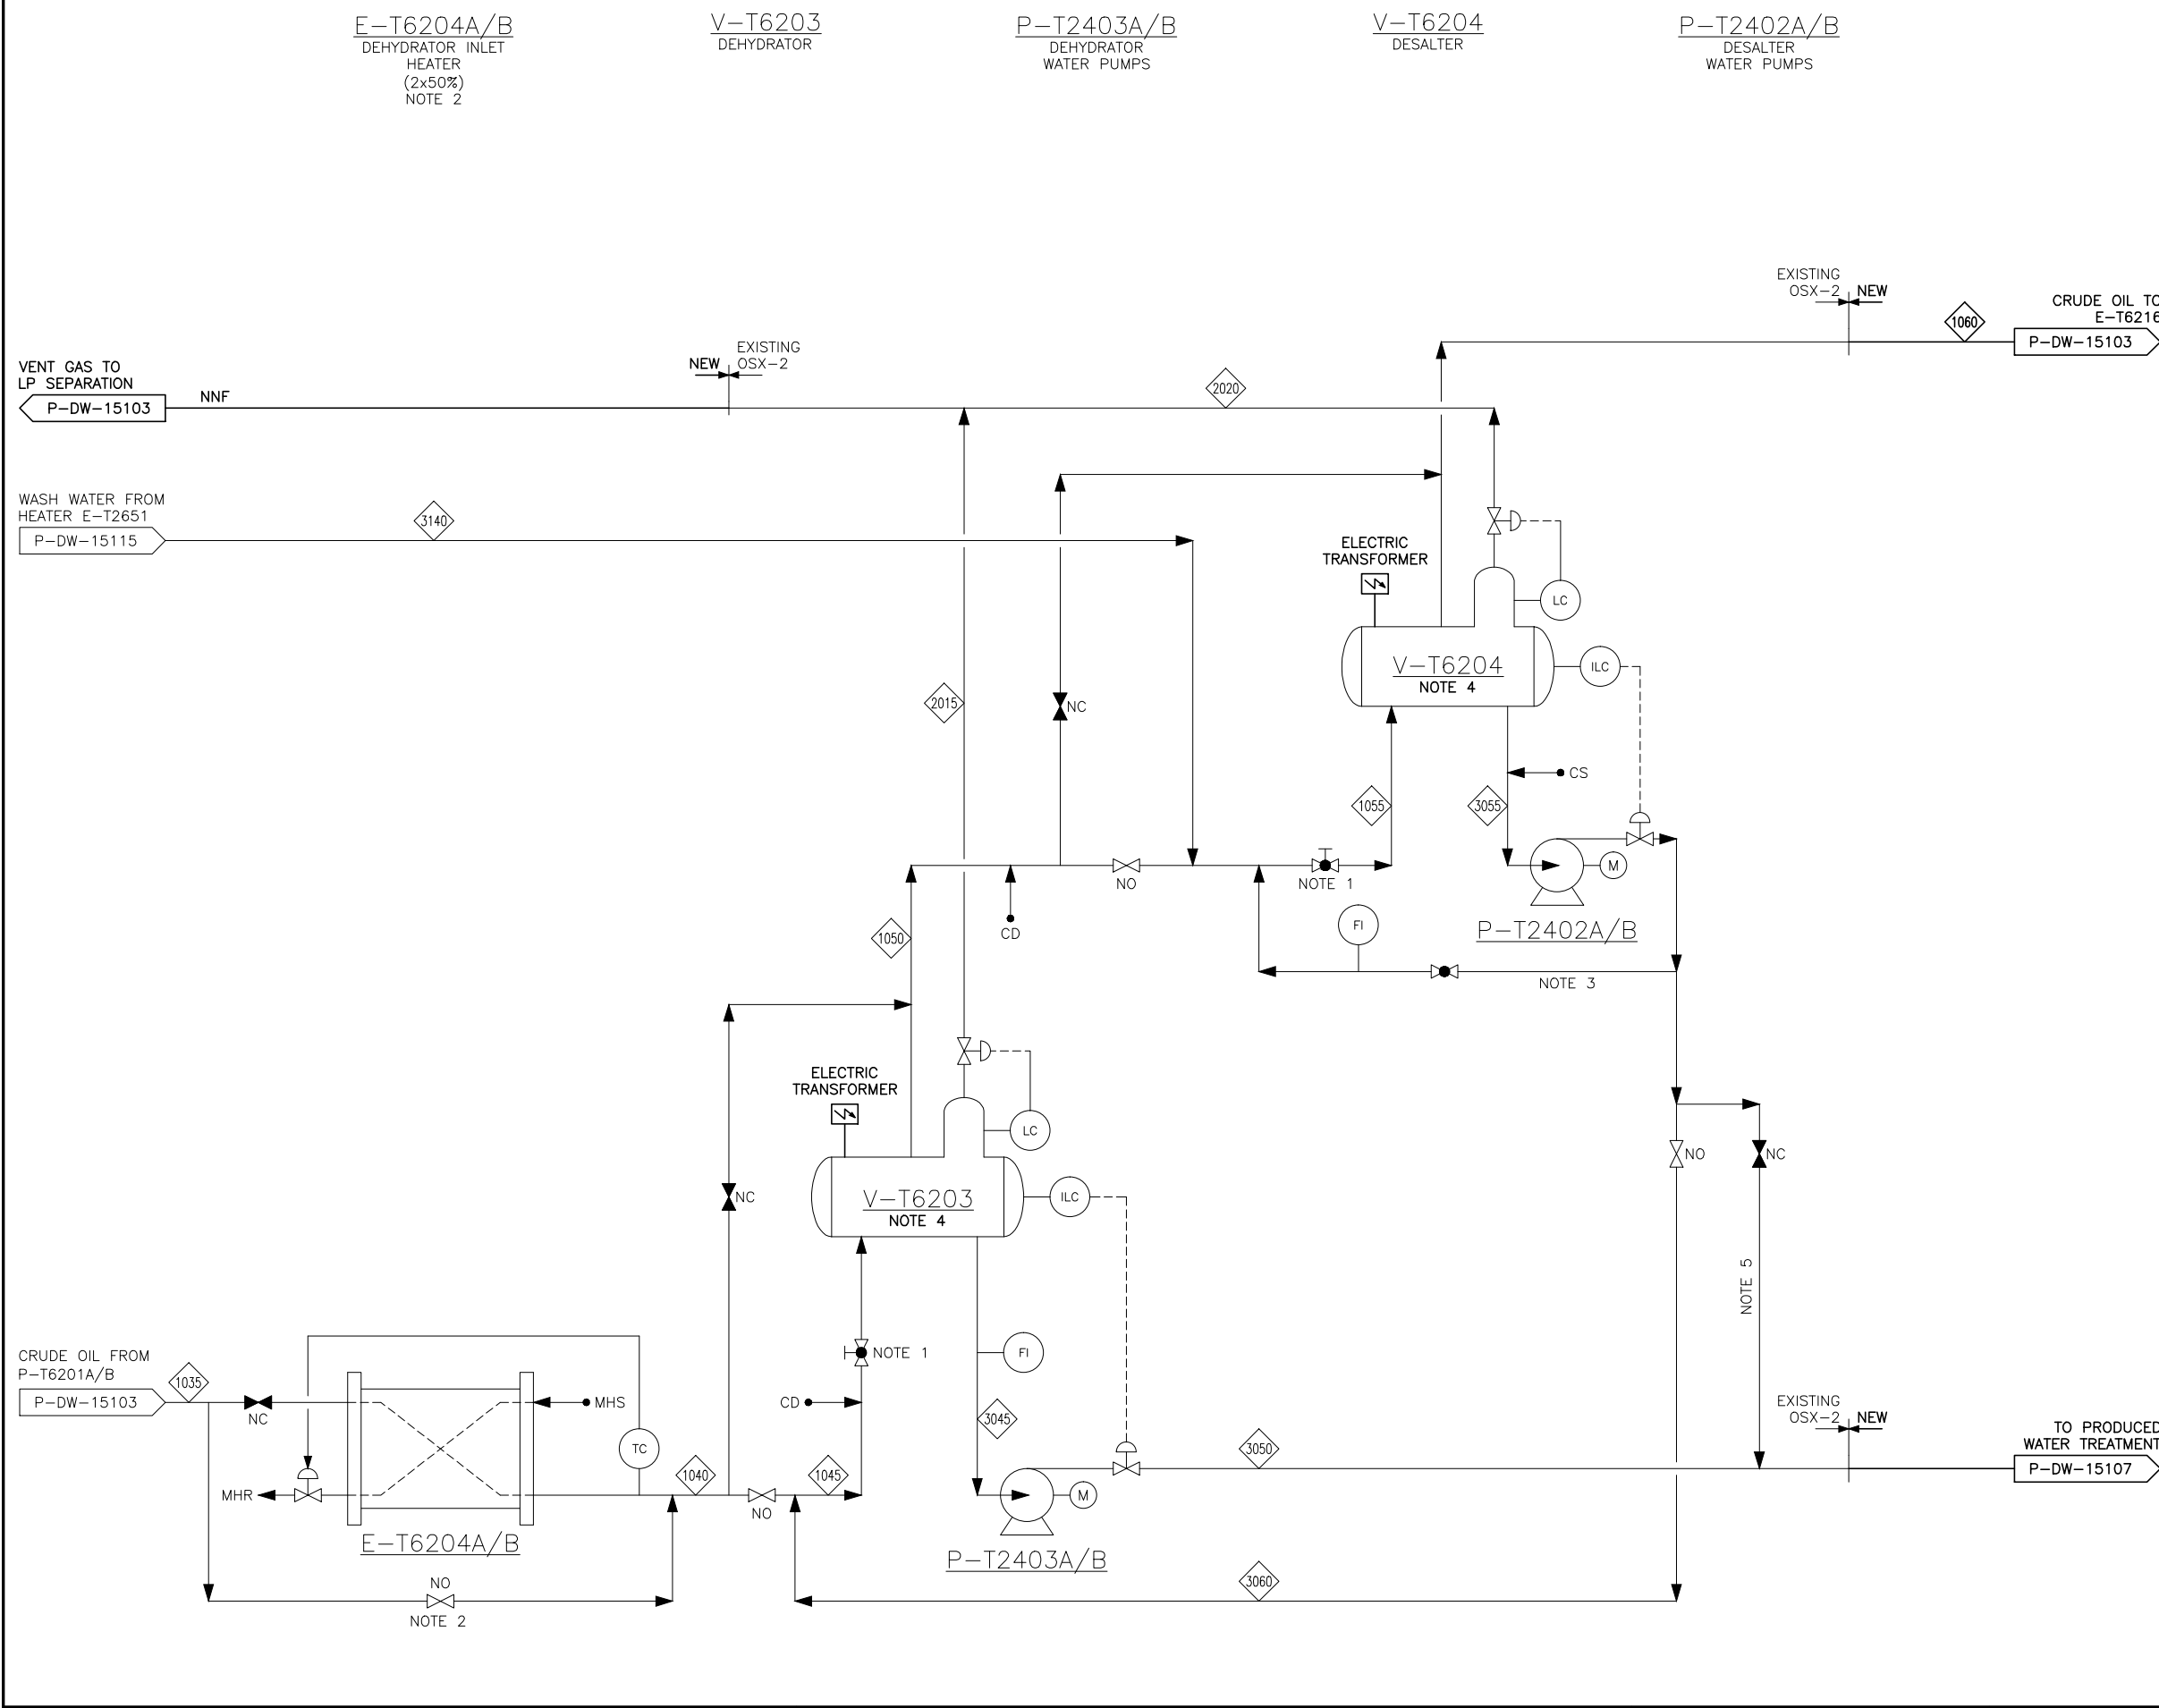 E-T6204A/B
DEHYDRATOR INLET
HEATER
(2x50%)
NOTE 2
V-T6203
DEHYDRATOR
P-T2403A/B
DEHYDRATOR
WATER PUMPS
V-T6204
DESALTER
P-T2402A/B
DESALTER
WATER PUMPS
EXISTING
OSX-2
NEW
1060
CRUDE OIL TO
E-T6216
P-DW-15103
VENT GAS TO
LP SEPARATION
P-DW-15103
NNF
NEW
EXISTING
OSX-2
2020
WASH WATER FROM
HEATER E-T2651
P-DW-15115
3140
ELECTRIC
TRANSFORMER
LC
V-T6204
NOTE 4
ILC
2015
NC
CS
1055
3055
NO
NOTE 1
M
P-T2402A/B
1050
CD
FI
NOTE 3
ELECTRIC
TRANSFORMER
LC
NO
NC
V-T6203
NOTE 4
ILC
NC
NOTE 5
NOTE 1
FI
CRUDE OIL FROM
P-T6201A/B
P-DW-15103
1035
NC
MHS
CD
3045
TC
1040
1045
3050
EXISTING
OSX-2
NEW
TO PRODUCED
WATER TREATMENT
P-DW-15107
MHR
NO
M
E-T6204A/B
P-T2403A/B
NO
NOTE 2
3060